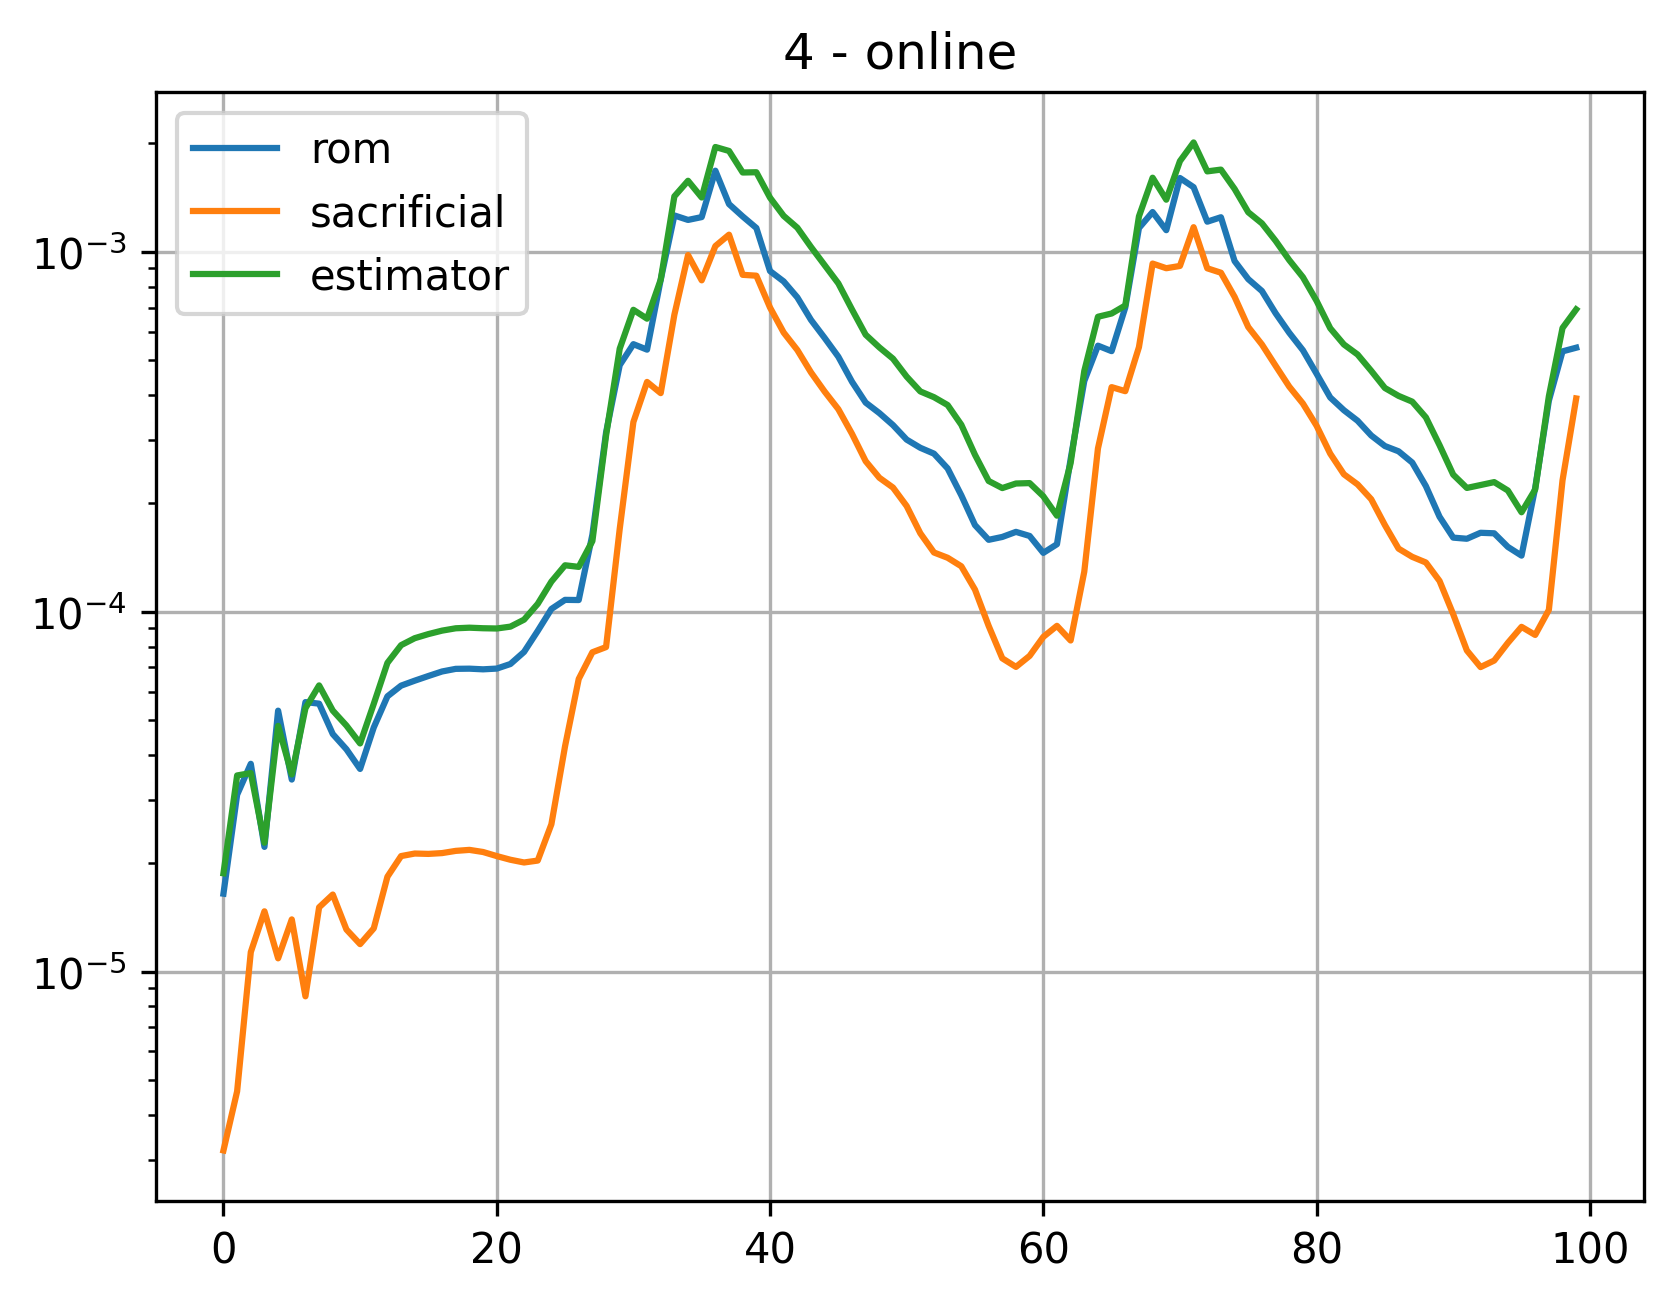 4 - online
rom
sacrificial
estimator
10⁻³
10⁻⁴
10⁻⁵
0 20 40 60 80 100